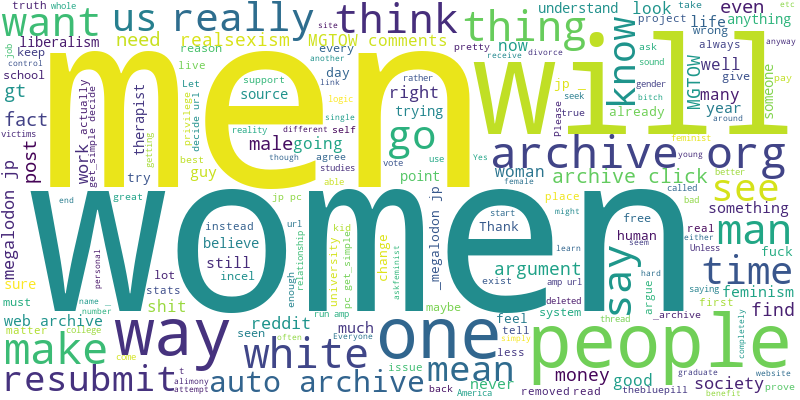 truth whole
want
us really
think
thing
understand
look
project
take
even
job
etc
site
keep
liberalism
need
realsexism
MGTOW comments
every
now
know
life
wrong
anything
control
reason
another
pretty
often
divorce
always
school
live
support
day
link
receive
ask
sound
well
men
will
gt
Let
source
rather
right
jp _
seek
gender
bitch
give
pay
someone
fact
post
work
actually
get_simple decide
therapist
privilege
decide url
logic
trying
Please
true
MGTOW
many
year
victims
try
getting
reality
different
self
male
going
go
already
around
feminist
best
though
agree
vote
use
archive org
guy
studies
point
Yes
young
able
woman
archive click
see
megalodon jp
end
great
jp pc
female
place
called
better
bad
something
women
instead
url
believe
still
incel
kid
university
relationship
pc get_simple
change
askfeminist
_megalodon jp
start
might
Thank
learn
free
human
seem
real
either
Unless
man
fuck
argument
exist
amp url
say
hard
argue
saying
time
personal
sure
lot
stats
enough
run amp
maybe
deleted
system
feminism
must
name _
number
shit
reddit
much
feel
tell
thread
_archive
first
find
web archive
seen
Everyone
less
completely
matter
college
make
way
white
issue
one
people
simply
come
mean
never
money
society
prove
website
graduate
resubmit
t
alimony
attempt
auto archive
back
America
removed
read
good
thebluepill
benefit
anyway
single